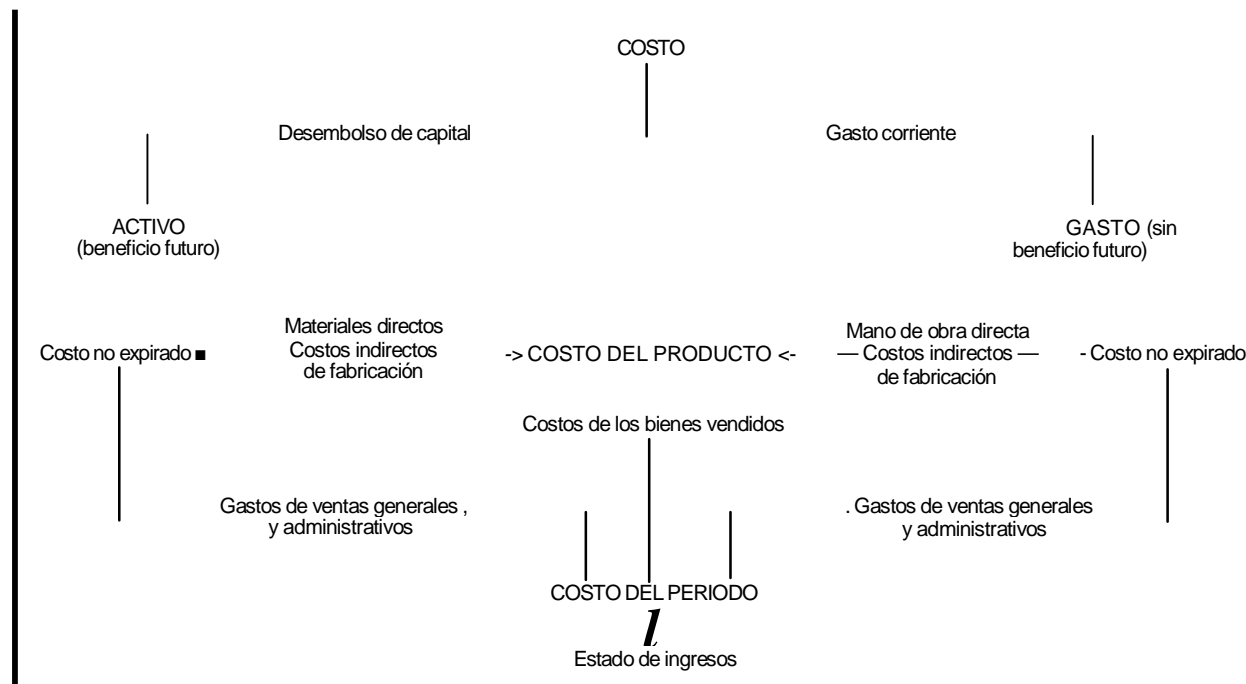 COSTO
Desembolso de capital
Gasto corriente
ACTIVO
(beneficio futuro)
GASTO (sin
beneficio futuro)
Costo no expirado ■
Materiales directos
Costos indirectos
de fabricación
-> COSTO DEL PRODUCTO <-
Mano de obra directa
— Costos indirectos —
de fabricación
- Costo no expirado
Costos de los bienes vendidos
Gastos de ventas generales ,
y administrativos
. Gastos de ventas generales
y administrativos
COSTO DEL PERIODO
Estado de ingresos